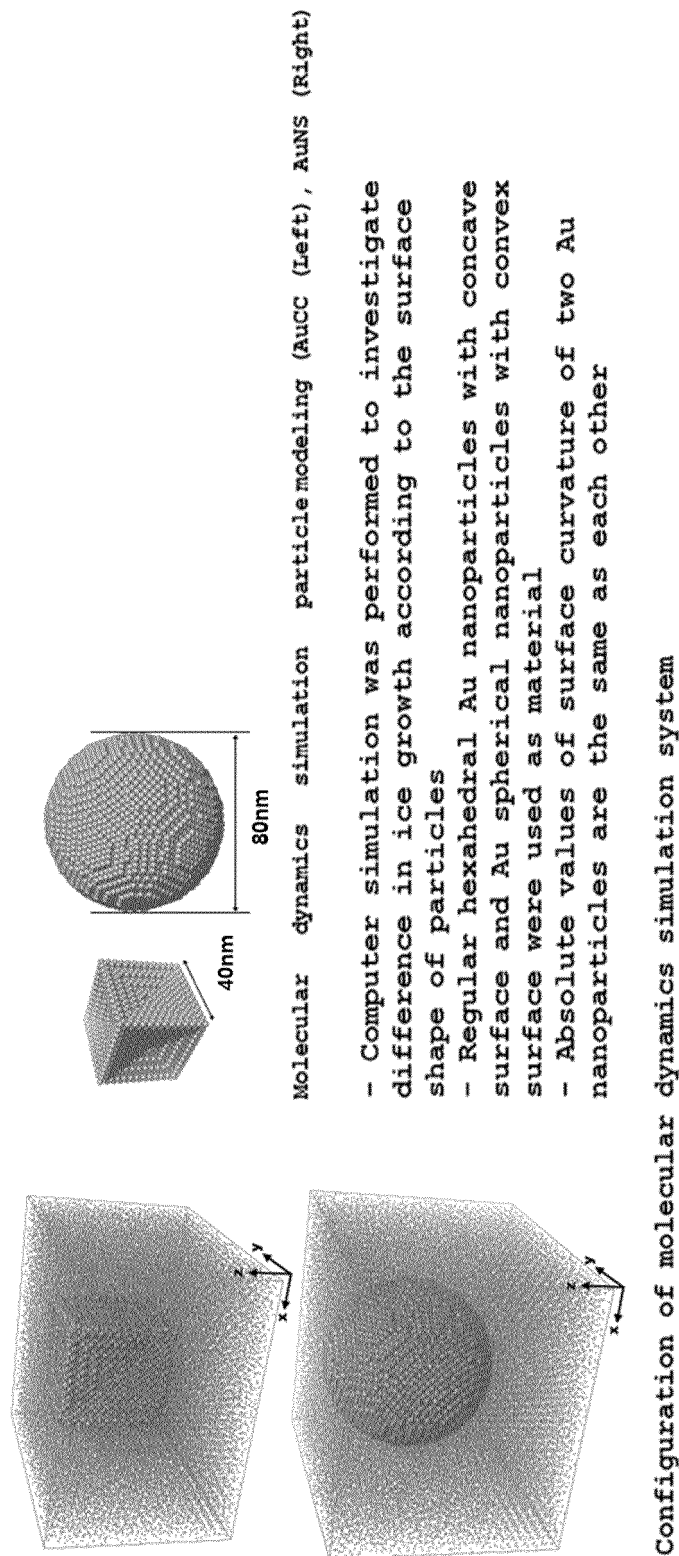 z
y
x
z
y
x
40nm
80nm
Molecular dynamics simulation particle modeling (AuCC (Left), AuNS (Right)
- Computer simulation was performed to investigate
difference in ice growth according to the surface
shape of particles
- Regular hexahedral Au nanoparticles with concave
surface and Au spherical nanoparticles with convex
surface were used as material
- Absolute values of surface curvature of two Au
nanoparticles are the same as each other
Configuration of molecular dynamics simulation system